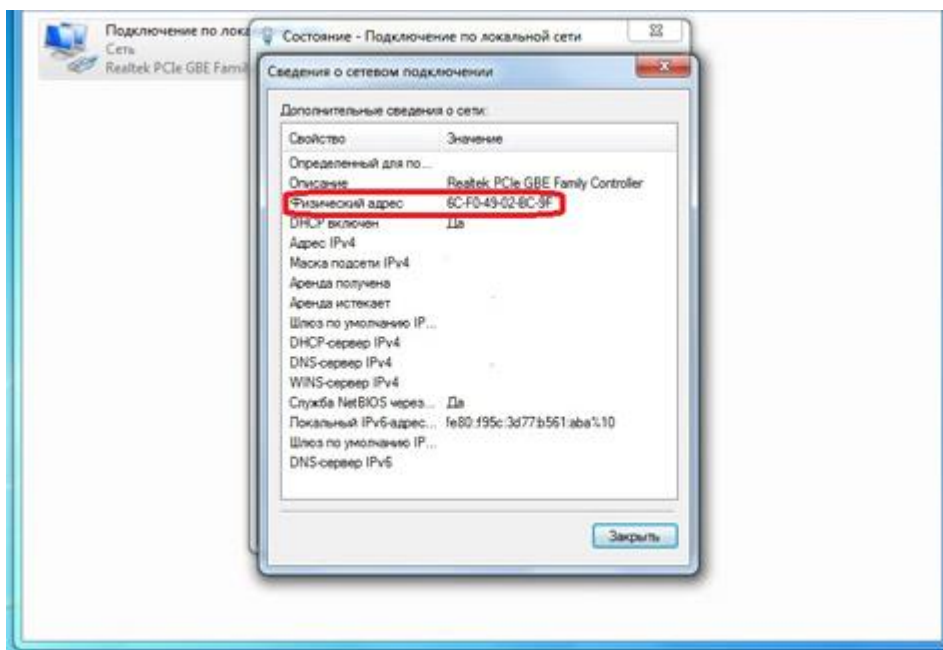 Подключение по лока
Сеть
Realtek PCIe GBE Famil
Состояние - Подключение по локальной сети
Сведения о сетевом подключении
Дополнительные сведения о сети:
Свойство Значение
Определенный для по...
Описание Realtek PCIe GBE Family Controller
Физический адрес 6C-F0-49-02-BC-9F
DHCP включен Да
Адрес IPv4
Маска подсети IPv4
Аренда получена
Аренда истекает
Шлюз по умолчанию IP...
DHCP-сервер IPv4
DNS-сервер IPv4
WINS-сервер IPv4
Служба NetBIOS через... Да
Локальный IPv6-адрес... fe80::f95c:3d77:b561:aba%10
Шлюз по умолчанию IP...
DNS-сервер IPv6
Закрыть